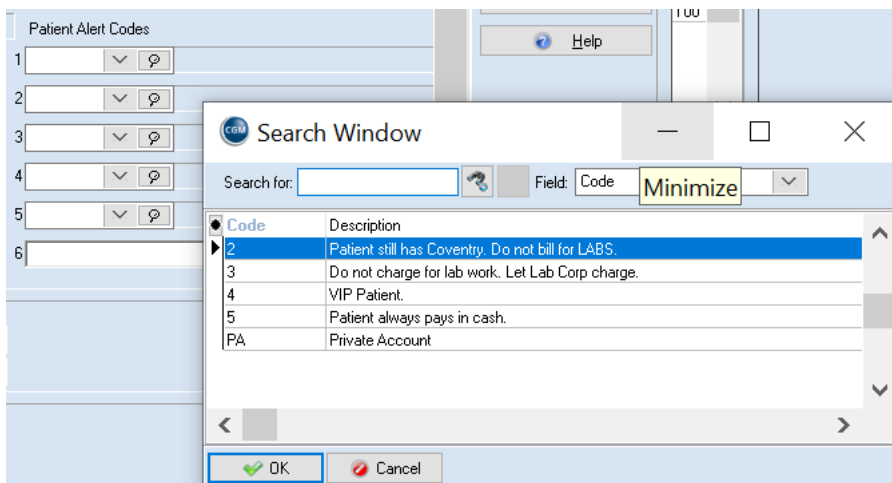 Patient Alert Codes
Help
1
2
3
4
5
6
CGM Search Window
Search for: Field: Code
Minimize
Code Description
2 Patient still has Coventry. Do not bill for LABS.
3 Do not charge for lab work. Let Lab Corp charge.
4 VIP Patient.
5 Patient always pays in cash.
PA Private Account
OK Cancel